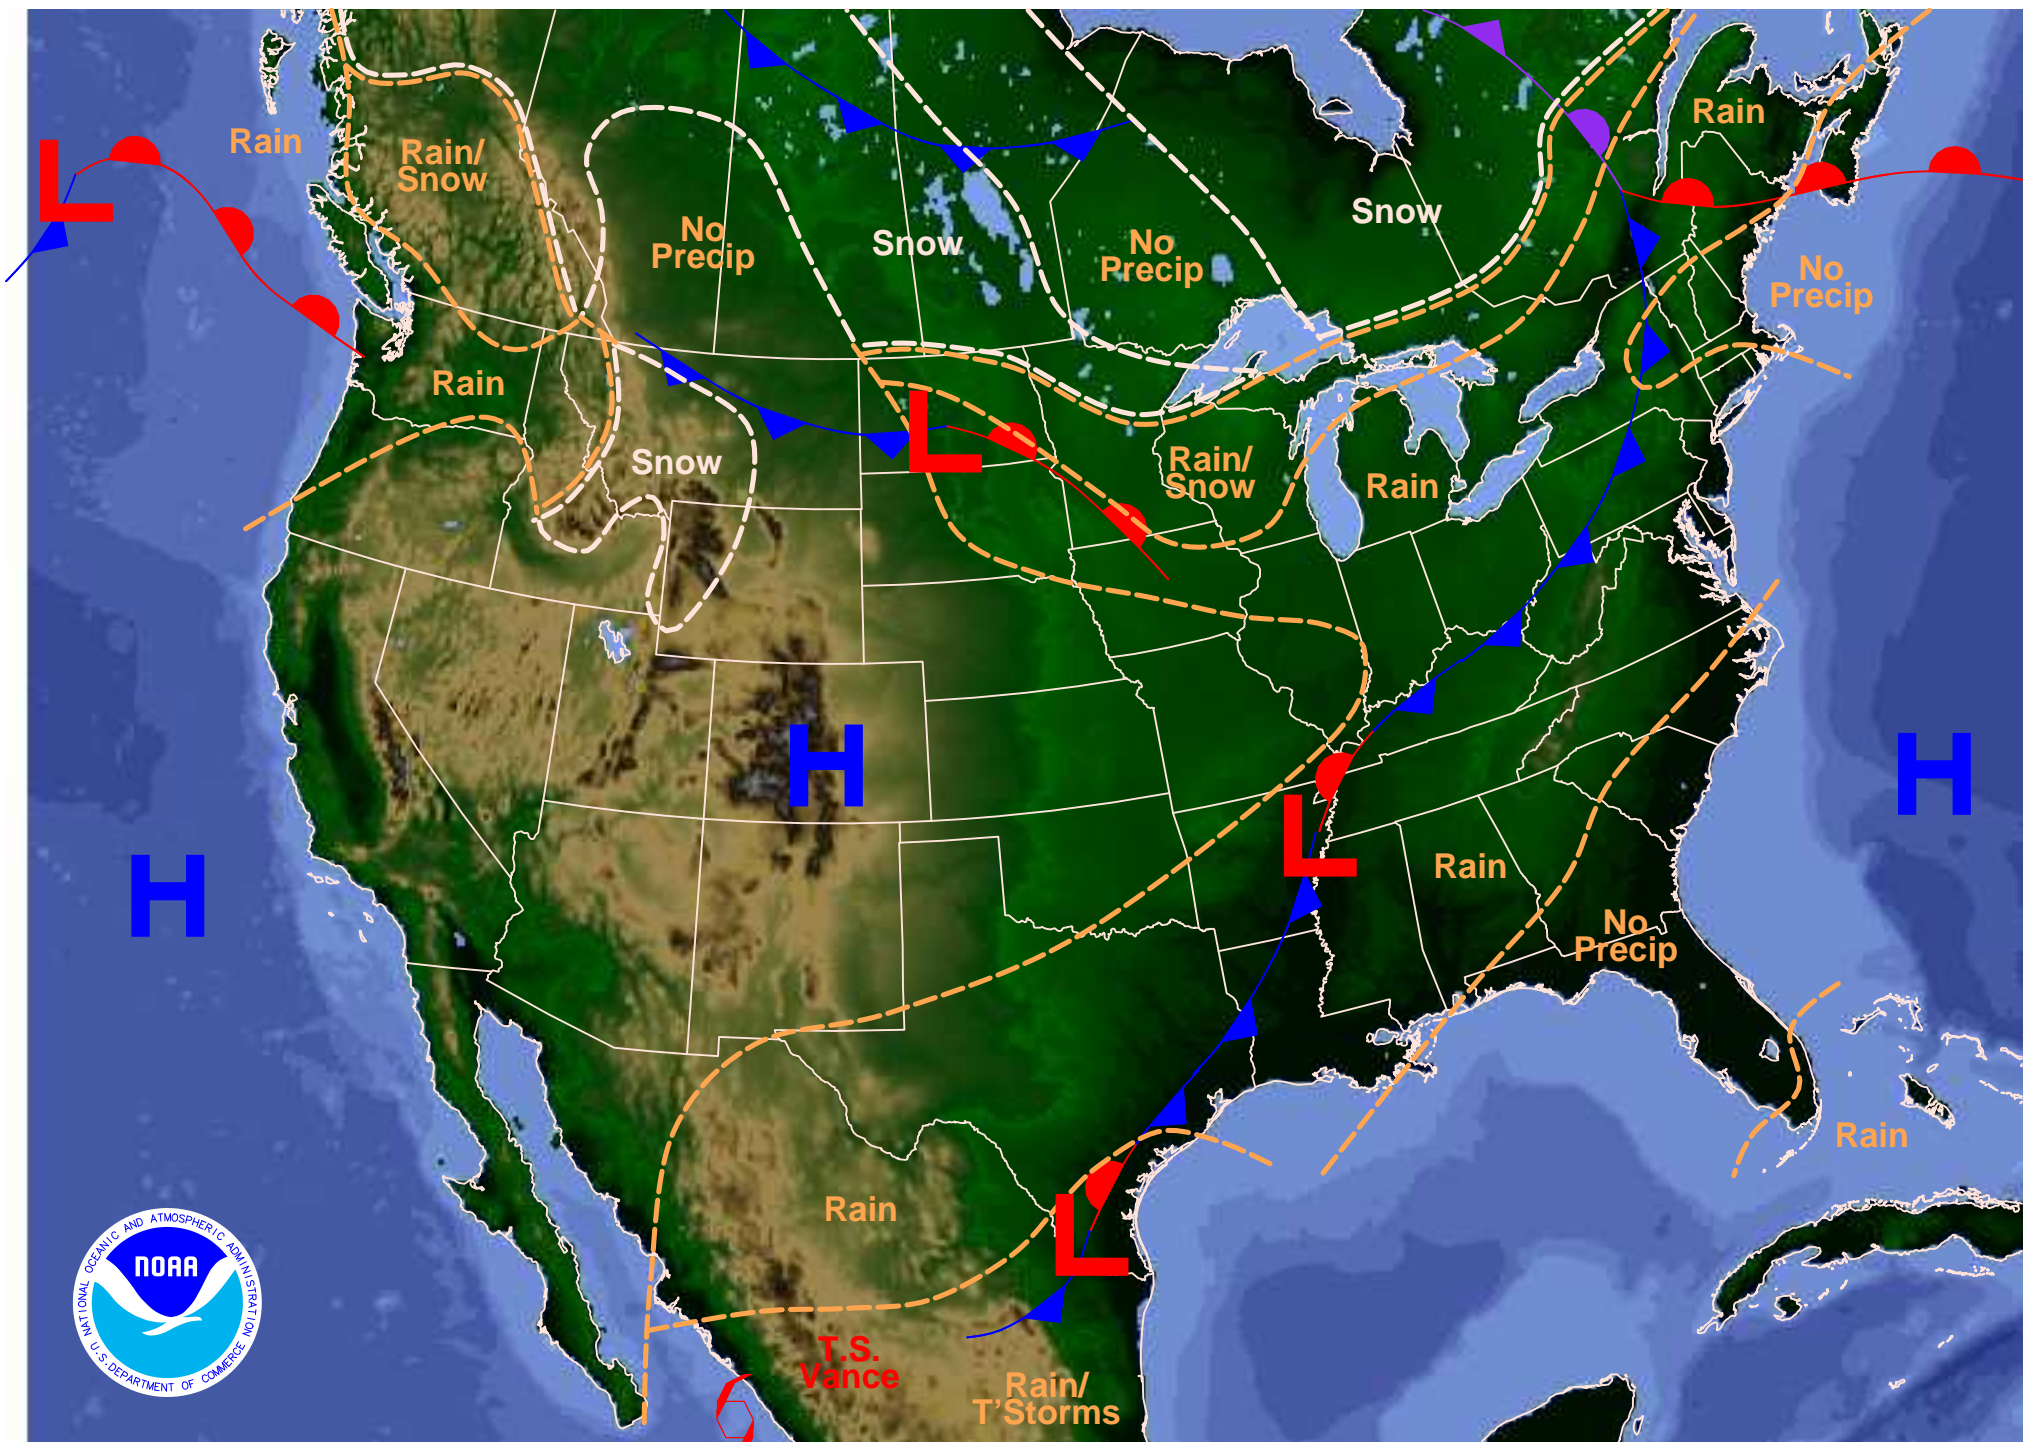 Rain
Rain/
Snow
No
Precip
Snow
No
Precip
Snow
Rain
No
Precip
L
Rain
Snow
L
Rain/
Snow
Rain
H
H
H
L
Rain
No
Precip
Rain
L
Rain
T.S.
Vance
Rain/
T'Storms
NATIONAL OCEANIC AND ATMOSPHERIC ADMINISTRATION
NOAA
U.S. DEPARTMENT OF COMMERCE